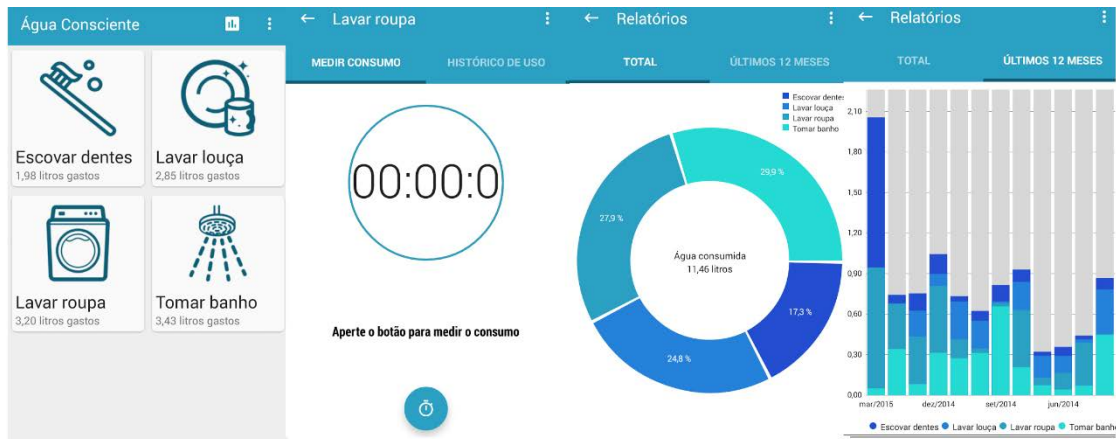 Água Consciente
Escovar dentes
1,98 litros gastos
Lavar louça
2,85 litros gastos
Lavar roupa
3,20 litros gastos
Tomar banho
3,43 litros gastos
Lavar roupa
MEDIR CONSUMO
HISTÓRICO DE USO
00:00:0
Aperte o botão para medir o consumo
Relatórios
TOTAL
ÚLTIMOS 12 MESES
Escovar dentes
Lavar louça
Lavar roupa
Tomar banho
29,9 %
27,9 %
Água consumida
11,46 litros
17,3 %
24,8 %
Relatórios
TOTAL
ÚLTIMOS 12 MESES
2,10
1,80
1,50
1,20
0,90
0,60
0,30
0,00
mar/2015 dez/2014 set/2014 jun/2014
Escovar dentes Lavar louça Lavar roupa Tomar banh